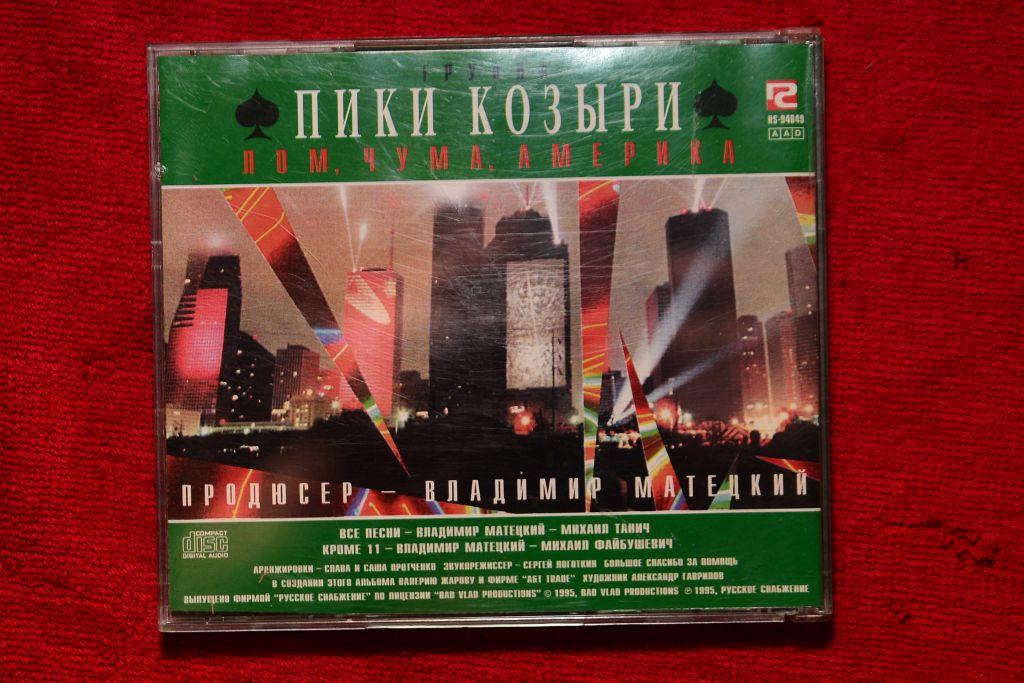 ГРУППА
ПИКИ КОЗЫРИ
RS-94049
AAD
ЛОМ, ЧУМА, АМЕРИКА
ПРОДЮСЕР – ВЛАДИМИР МАТЕЦКИЙ
COMPACT
disc
DIGITAL AUDIO
ВСЕ ПЕСНИ – ВЛАДИМИР МАТЕЦКИЙ – МИХАИЛ ТАНИЧ
КРОМЕ 11 – ВЛАДИМИР МАТЕЦКИЙ – МИХАИЛ ФАЙБУШЕВИЧ
АРАНЖИРОВКИ – СЛАВА И САША ПРОТЧЕНКО ЗВУКОРЕЖИССЕР – СЕРГЕЙ ЛОГОТКИН БОЛЬШОЕ СПАСИБО ЗА ПОМОЩЬ
В СОЗДАНИИ ЭТОГО АЛЬБОМА ВАЛЕРИЮ ЖАРОВУ И ФИРМЕ "A&T TRADE" ХУДОЖНИК АЛЕКСАНДР ГАВРИЛОВ
ВЫПУЩЕНО ФИРМОЙ "РУССКОЕ СНАБЖЕНИЕ" ПО ЛИЦЕНЗИИ "BAD VLAD PRODUCTIONS" © 1995, BAD VLAD PRODUCTIONS ℗ 1995, РУССКОЕ СНАБЖЕНИЕ